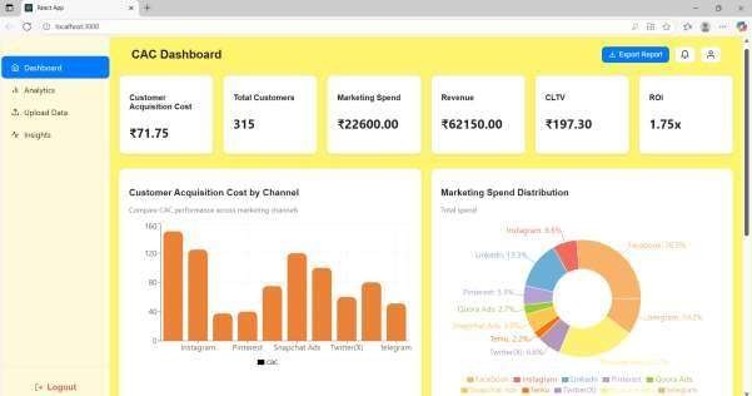 React App
localhost:3000
CAC Dashboard
Export Report
Dashboard
Analytics
Upload Data
Insights
Logout
Customer
Acquisition Cost
₹71.75
Total Customers
315
Marketing Spend
₹22600.00
Revenue
₹62150.00
CLTV
₹197.30
ROI
1.75x
Customer Acquisition Cost by Channel
Compare CAC performance across marketing channels
160
120
80
40
0
Instagram
Pinterest
Snapchat Ads
Twitter(X)
telegram
cac
Marketing Spend Distribution
Total spend
Instagram: 6.6%
LinkedIn: 13.3%
Pinterest: 5.3%
Quora Ads: 2.7%
Snapchat Ads:
Temu: 2.2%
Twitter(X): 6.6%
Facebook:
telegram:
Facebook Instagram LinkedIn Pinterest Quora Ads
Snapchat Ads Temu Twitter(X) telegram